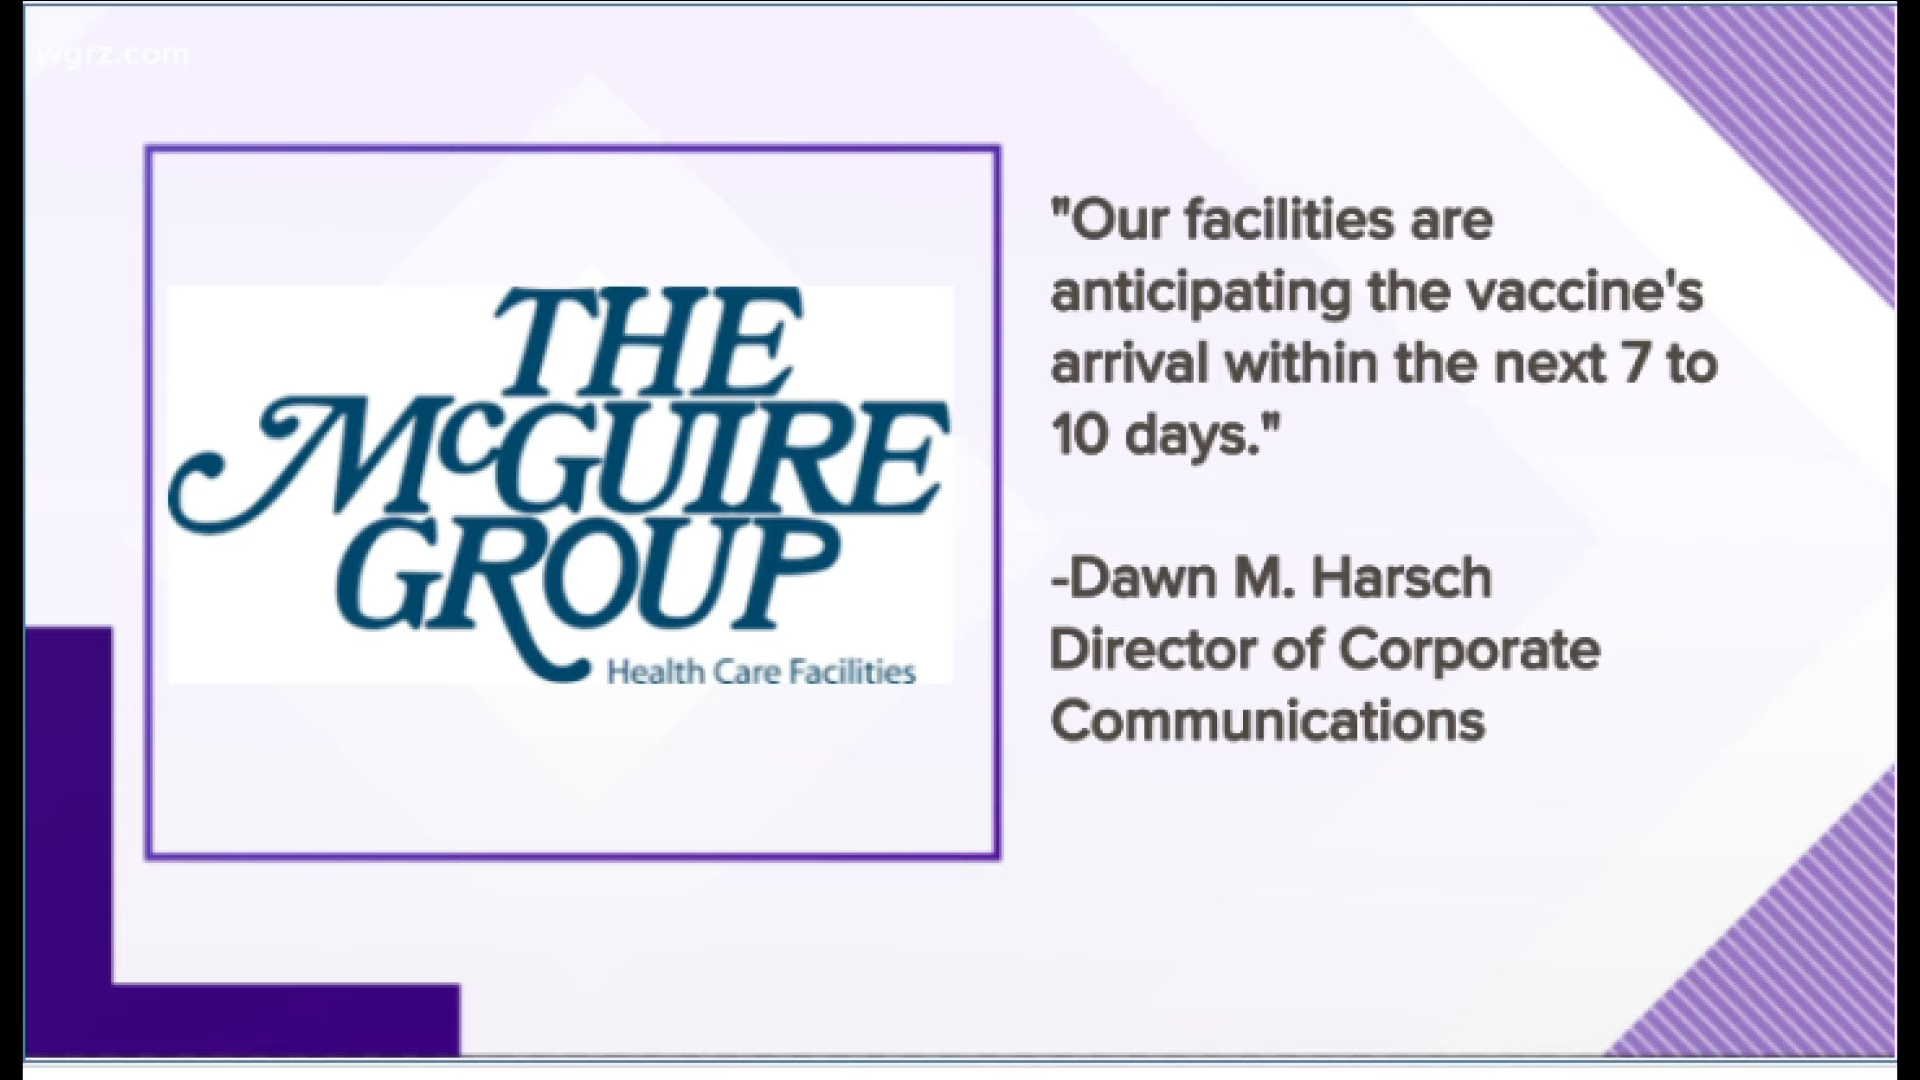 wgrz.com
THE
McGUIRE
GROUP
Health Care Facilities
"Our facilities are
anticipating the vaccine's
arrival within the next 7 to
10 days."
-Dawn M. Harsch
Director of Corporate
Communications